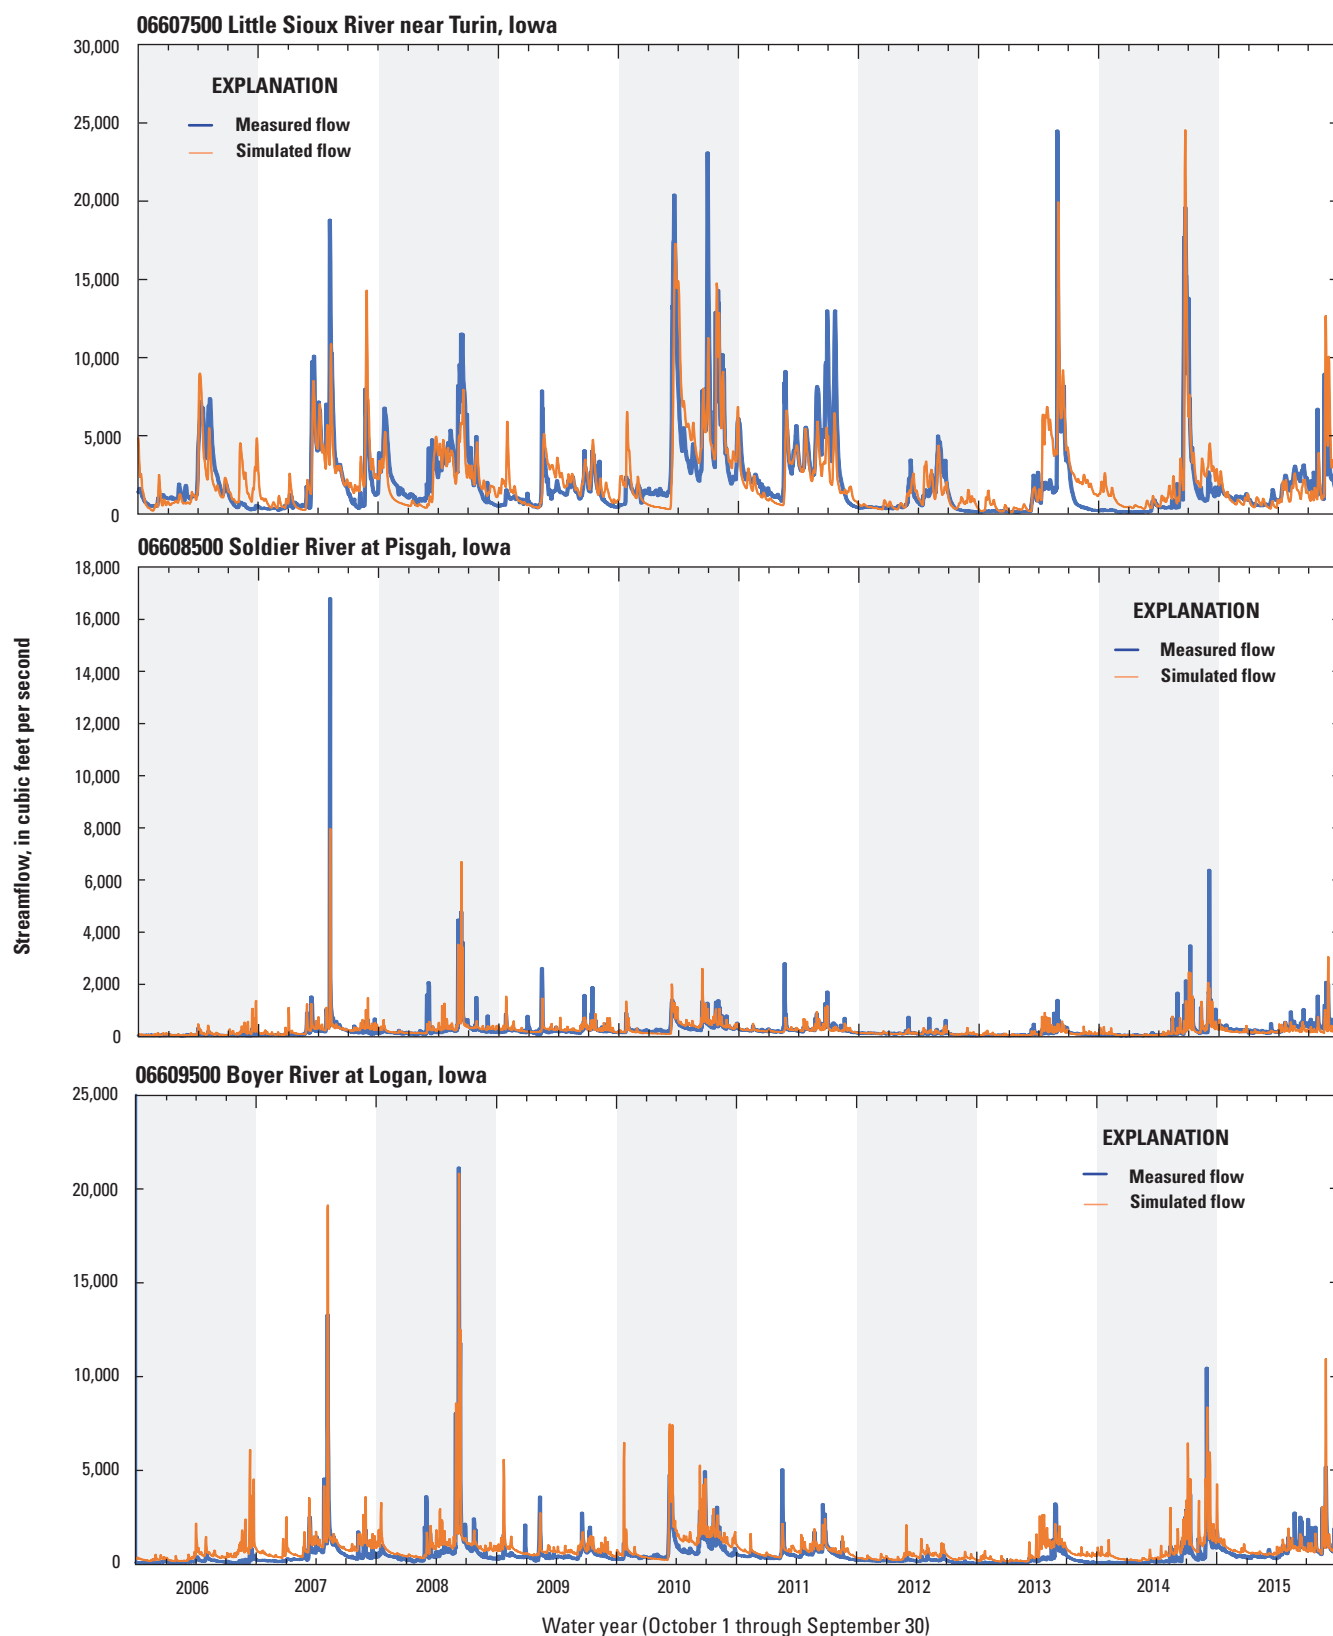 06607500 Little Sioux River near Turin, Iowa
30,000
25,000
20,000
15,000
10,000
5,000
0
EXPLANATION
Measured flow
Simulated flow
06608500 Soldier River at Pisgah, Iowa
18,000
16,000
14,000
12,000
10,000
8,000
6,000
4,000
2,000
0
EXPLANATION
Measured flow
Simulated flow
Streamflow, in cubic feet per second
06609500 Boyer River at Logan, Iowa
25,000
20,000
15,000
10,000
5,000
0
EXPLANATION
Measured flow
Simulated flow
2006 2007 2008 2009 2010 2011 2012 2013 2014 2015
Water year (October 1 through September 30)